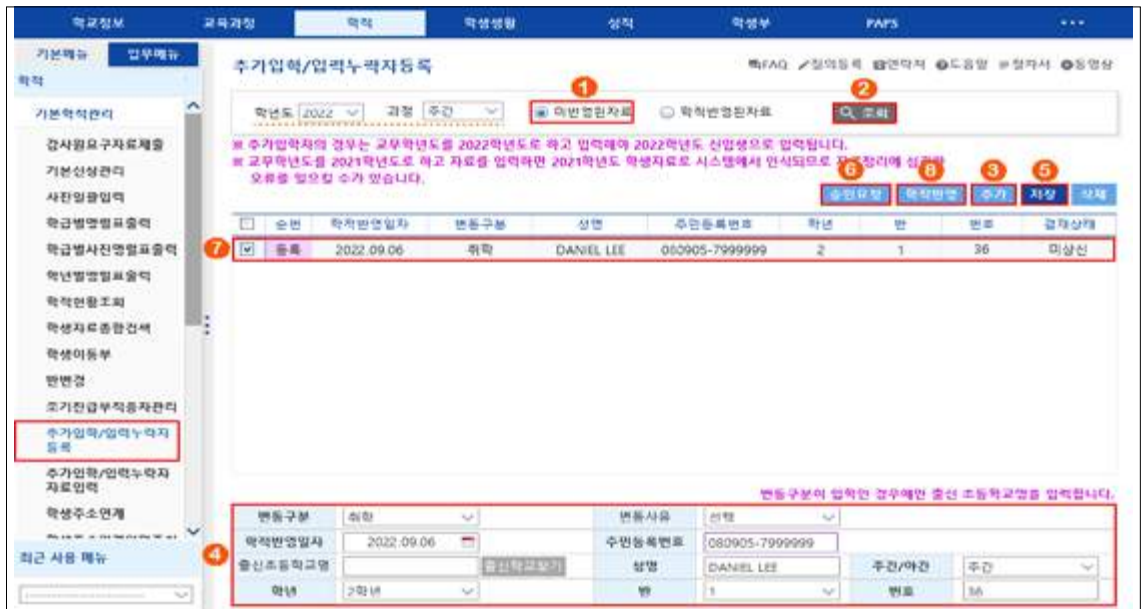 학교정보 교육과정 학적 학생생활 성적 학생부 PAPS ...
기본메뉴 업무메뉴
학적
기본학적관리
감사원요구자료제출
기본신상관리
사진일괄입력
학급별명렬표출력
학급별사진명렬표출력
학년별명렬표출력
학적현황조회
학생자료종합검색
학생이동부
반변경
조기진급부적응자관리
추가입학/입력누락자
등록
추가입학/입력누락자
자료입력
학생주소연계
최근 사용 메뉴
추가입학/입력누락자등록
FAQ 질의등록 연락처 도움말 절차서 동영상
1 2
학년도 2022 과정 주간 미반영된자료 학적반영된자료 조회
※ 추가입학자의 경우는 교무학년도를 2022학년도로 하고 입력해야 2022학년도 신입생으로 입력됩니다.
※ 교무학년도를 2021학년도로 하고 자료를 입력하면 2021학년도 학생자료로 시스템에서 인식되므로
오류를 일으킬 수가 있습니다.
6 8 3 5
승인요청 학적반영 추가 저장 삭제
순번 학적반영일자 변동구분 성명 주민등록번호 학년 반 번호 결재상태
7 등록 2022.09.06 취학 DANIEL LEE 080905-7999999 2 1 36 미상신
변동구분이 입학인 경우에만 출신 초등학교명을 입력합니다.
4
변동구분 취학 변동사유 선택
학적반영일자 2022.09.06 주민등록번호 080905-7999999
출신초등학교명 출신학교찾기 성명 DANIEL LEE 주간/야간 주간
학년 2학년 반 1 번호 36